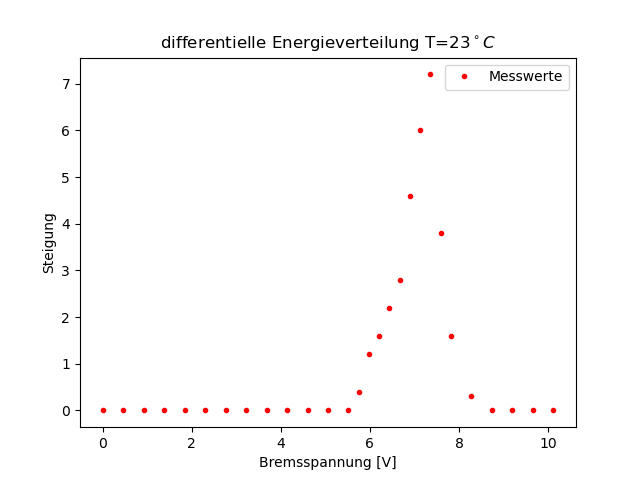 differentielle Energieverteilung T=23°C
Messwerte
Steigung
7
6
5
4
3
2
1
0
0 2 4 6 8 10
Bremsspannung [V]